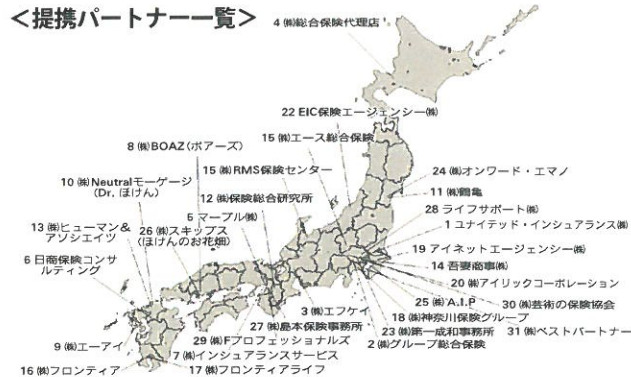 <提携パートナー一覧>
4 ㈱総合保険代理店
22 EIC保険エージェンシー㈱
8 ㈱BOAZ(ボアーズ)
15 ㈱エース総合保険
15 ㈱RMS保険センター
24 ㈱オンワード・エマノ
10 ㈱Neutralモーゲージ
(Dr. ほけん)
12 ㈱保険総合研究所
11 ㈱鶴亀
28 ライフサポート㈱
5 マーブル㈱
1 ユナイテッド・インシュアランス㈱
13 ㈱ヒューマン&
アソシエイツ
26 ㈱スキップス
(ほけんのお花畑)
19 アイネットエージェンシー㈱
6 日商保険コンサ
ルティング
14 吾妻商事㈱
20 ㈱アイリックコーポレーション
25 ㈱A.I.P
30 ㈱芸術の保険協会
3 ㈱エフケイ
18 ㈱神奈川保険グループ
27 ㈱島本保険事務所
23 ㈱第一成和事務所
31 ㈱ベストパートナー
29 ㈱Fプロフェッショナルズ
2 ㈱グループ総合保険
9 ㈱エーアイ
7 ㈱インシュアランスサービス
16 ㈱フロンティア
17 ㈱フロンティアライフ